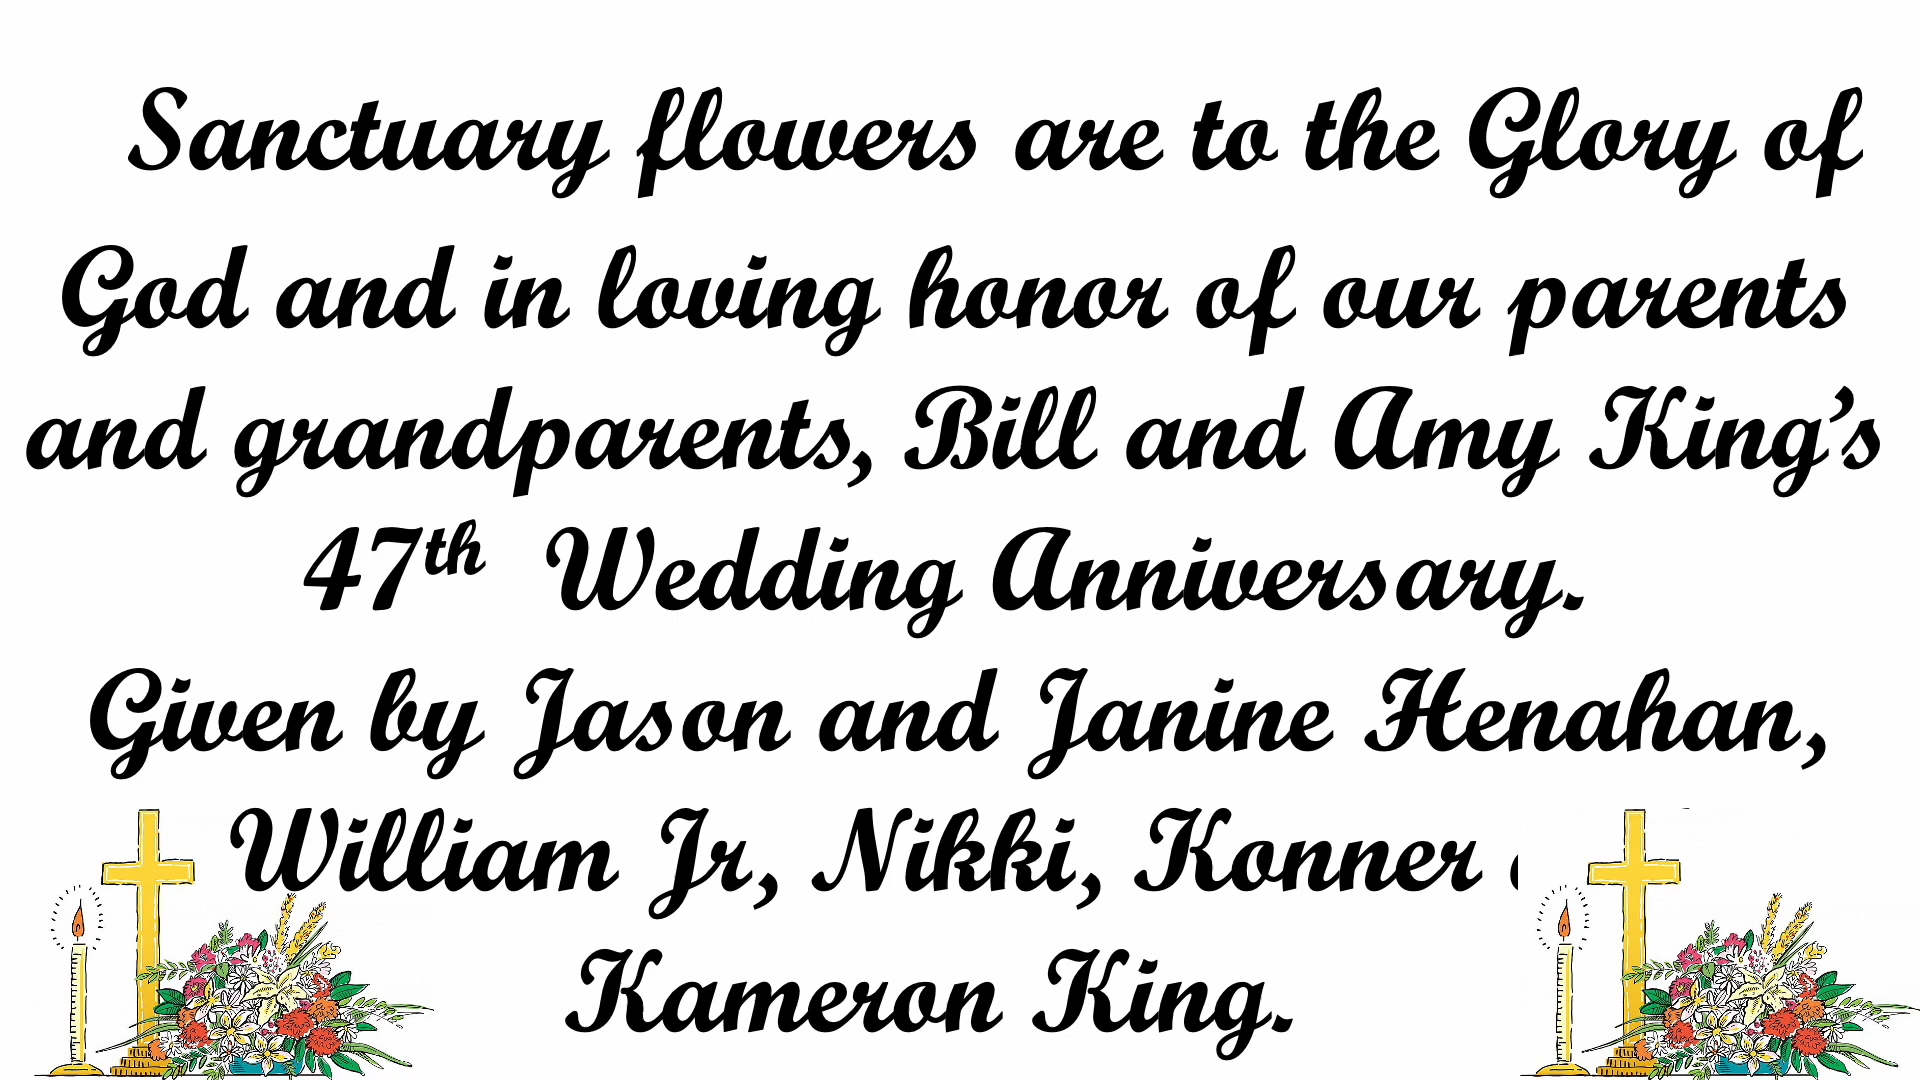 Sanctuary flowers are to the Glory of
God and in loving honor of our parents
and grandparents, Bill and Amy King's
47th Wedding Anniversary.
Given by Jason and Janine Henahan,
William Jr, Nikki, Konner
Kameron King.